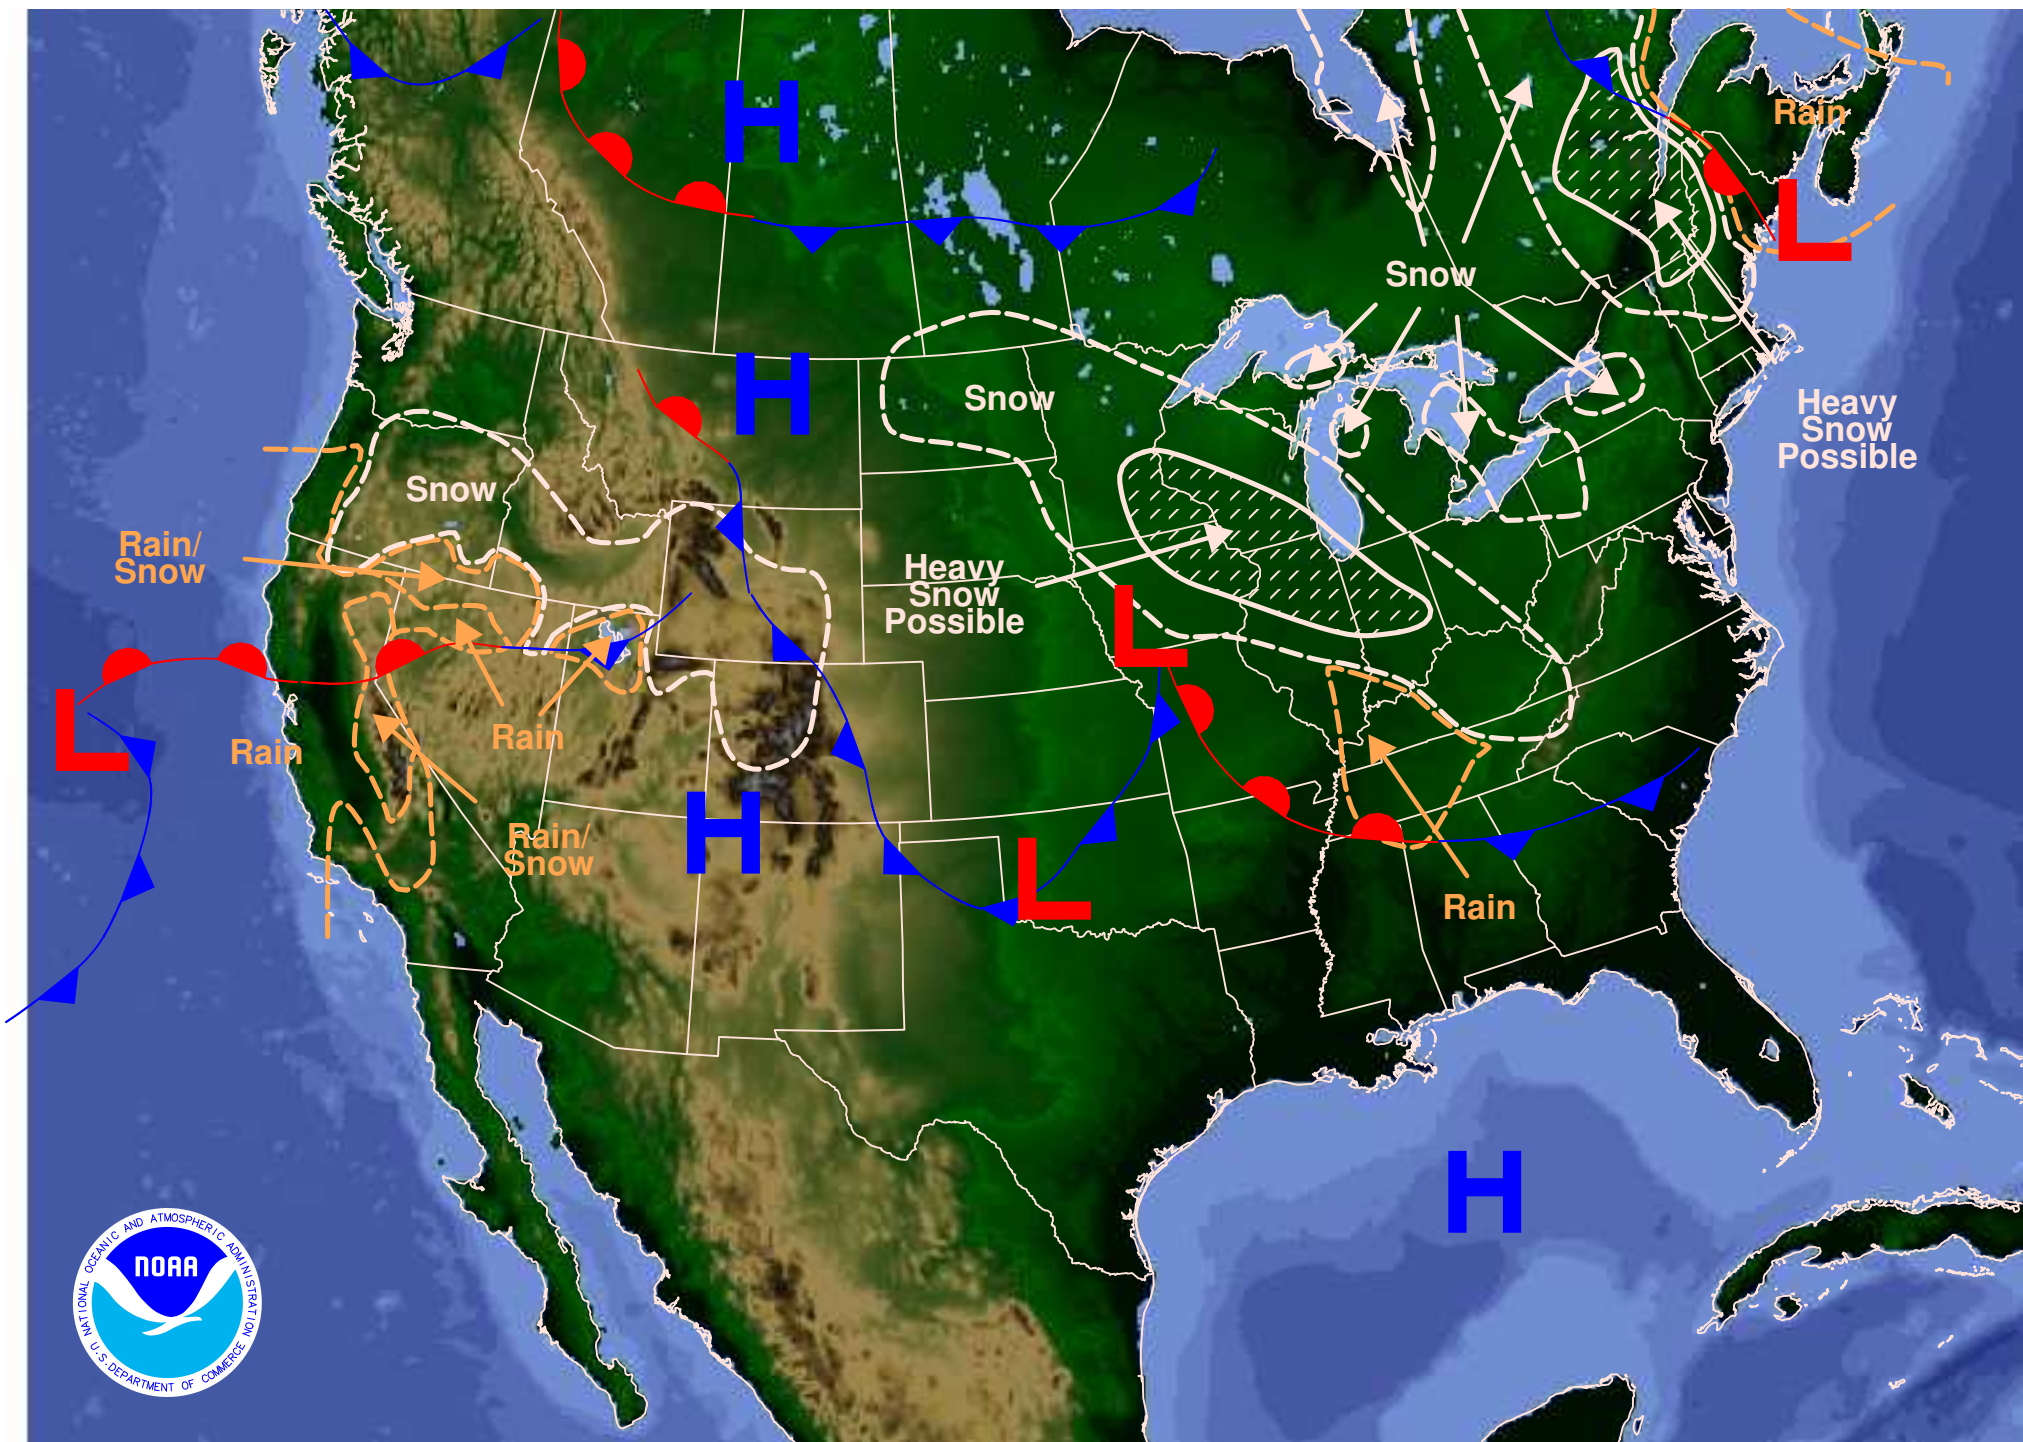 H
Rain
L
Snow
H
Snow
Heavy
Snow
Possible
Snow
Rain/
Snow
Heavy
Snow
Possible
L
L
Rain
Rain
H
Rain/
Snow
L
Rain
H
NATIONAL OCEANIC AND ATMOSPHERIC ADMINISTRATION
NOAA
U.S. DEPARTMENT OF COMMERCE